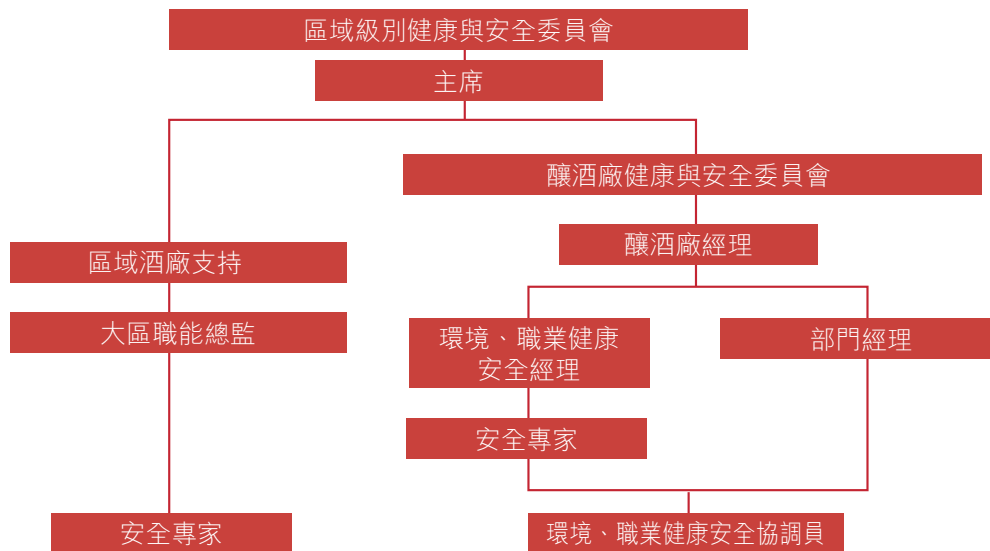 區域級別健康與安全委員會
主席
釀酒廠健康與安全委員會
釀酒廠經理
區域酒廠支持
大區職能總監
環境、職業健康
安全經理
部門經理
安全專家
安全專家
環境、職業健康安全協調員